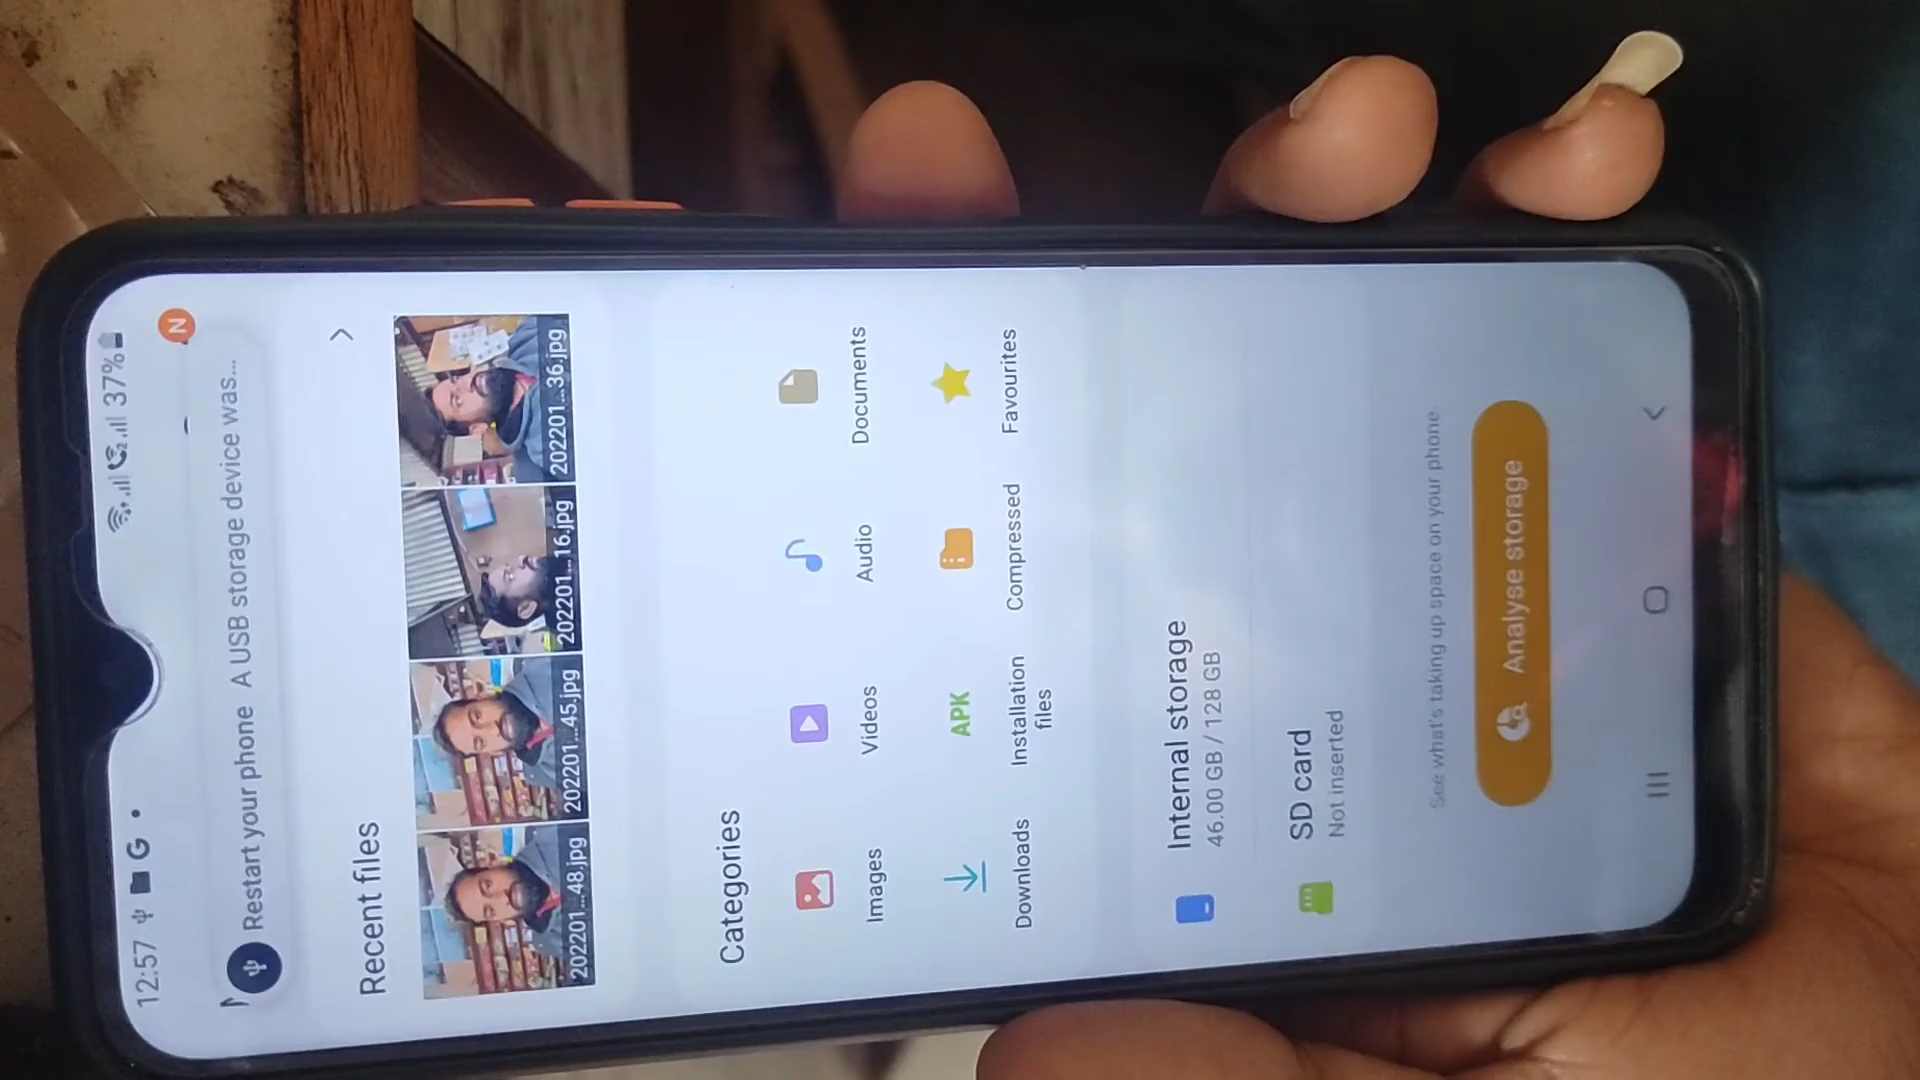 12:57 G 2 37%
N
Restart your phone A USB storage device was...
Recent files
202201...48.jpg 202201...45.jpg 202201...16.jpg 202201...36.jpg
Categories
Images Videos Audio Documents
APK
Downloads Installation files Compressed Favourites
Internal storage
46.00 GB / 128 GB
SD card
Not inserted
See what's taking up space on your phone.
Analyse storage